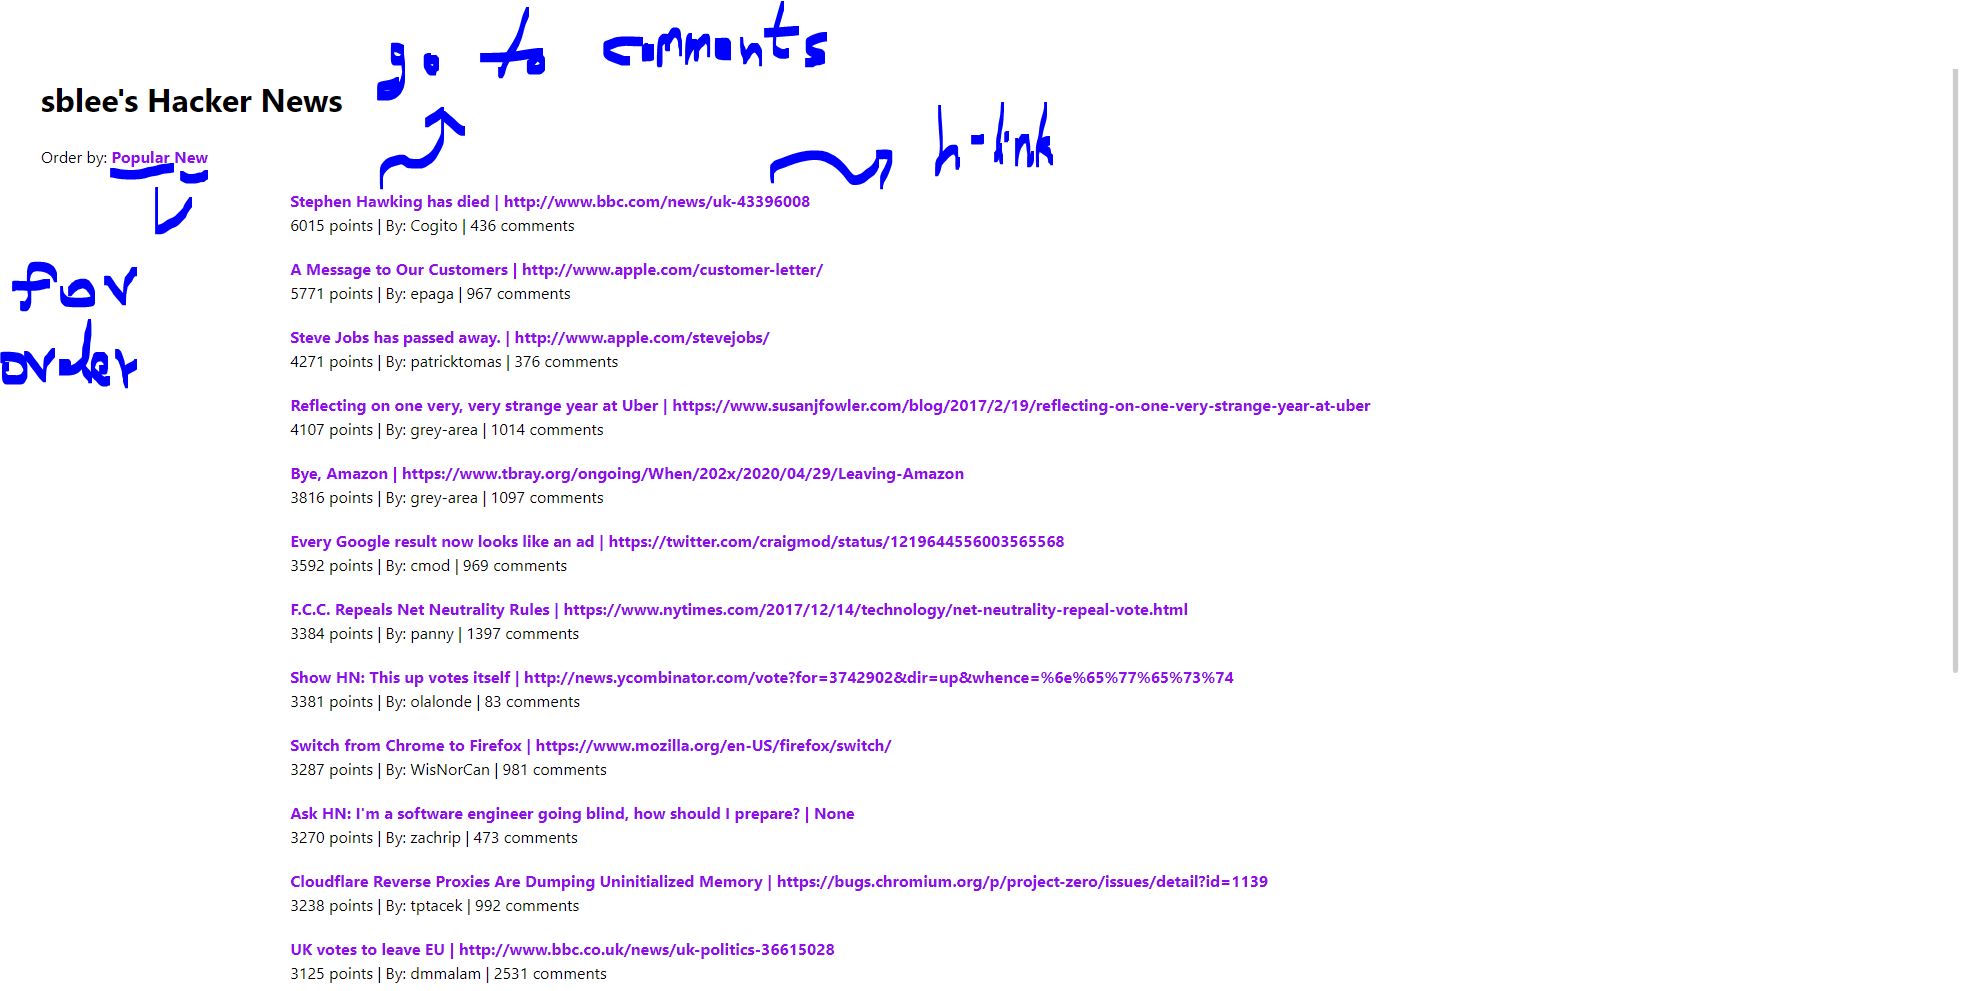 go to comments
sblee's Hacker News
h-link
Order by: Popular New
for
order
Stephen Hawking has died | http://www.bbc.com/news/uk-43396008
6015 points | By: Cogito | 436 comments
A Message to Our Customers | http://www.apple.com/customer-letter/
5771 points | By: epaga | 967 comments
Steve Jobs has passed away. | http://www.apple.com/stevejobs/
4271 points | By: patricktomas | 376 comments
Reflecting on one very, very strange year at Uber | https://www.susanjfowler.com/blog/2017/2/19/reflecting-on-one-very-strange-year-at-uber
4107 points | By: grey-area | 1014 comments
Bye, Amazon | https://www.tbray.org/ongoing/When/202x/2020/04/29/Leaving-Amazon
3816 points | By: grey-area | 1097 comments
Every Google result now looks like an ad | https://twitter.com/craigmod/status/1219644556003565568
3592 points | By: cmod | 969 comments
F.C.C. Repeals Net Neutrality Rules | https://www.nytimes.com/2017/12/14/technology/net-neutrality-repeal-vote.html
3384 points | By: panny | 1397 comments
Show HN: This up votes itself | http://news.ycombinator.com/vote?for=3742902&dir=up&whence=%6e%65%77%65%73%74
3381 points | By: olalonde | 83 comments
Switch from Chrome to Firefox | https://www.mozilla.org/en-US/firefox/switch/
3287 points | By: WisNorCan | 981 comments
Ask HN: I'm a software engineer going blind, how should I prepare? | None
3270 points | By: zachrip | 473 comments
Cloudflare Reverse Proxies Are Dumping Uninitialized Memory | https://bugs.chromium.org/p/project-zero/issues/detail?id=1139
3238 points | By: tptacek | 992 comments
UK votes to leave EU | http://www.bbc.co.uk/news/uk-politics-36615028
3125 points | By: dmmalam | 2531 comments